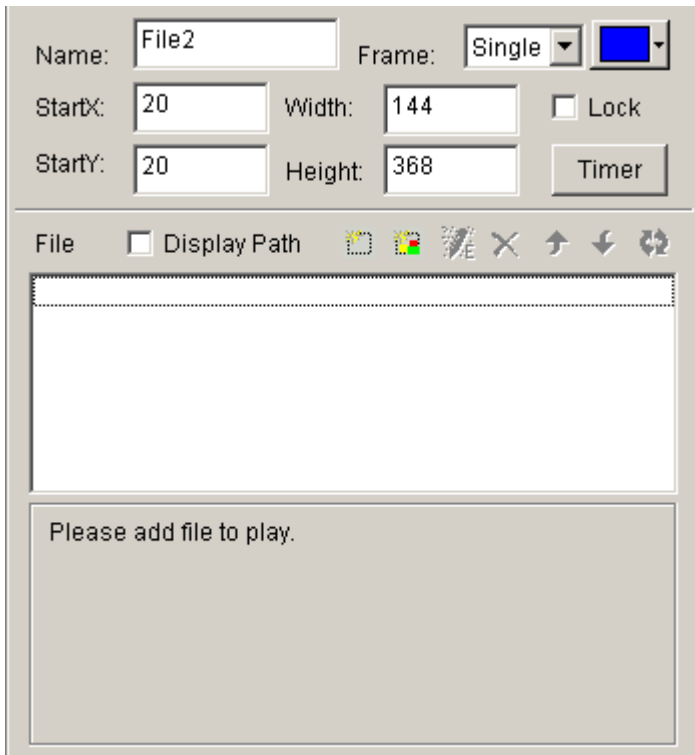 Name: File2 Frame: Single
StartX: 20 Width: 144 Lock
StartY: 20 Height: 368 Timer
File Display Path E
Please add file to play.